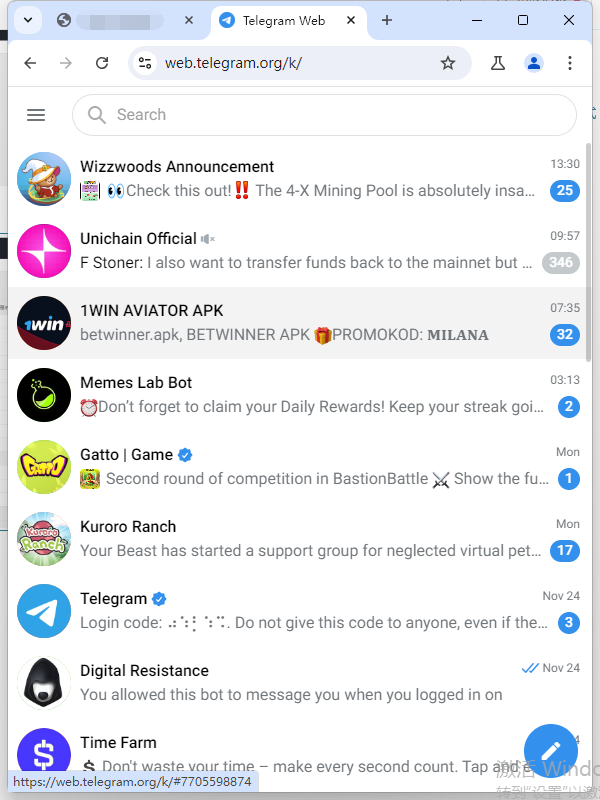 Telegram Web
web.telegram.org/k/
Search
Wizzwoods Announcement 13:30
👀Check this out!‼️ The 4-X Mining Pool is absolutely insa... 25
Unichain Official 09:57
F Stoner: I also want to transfer funds back to the mainnet but ... 346
1WIN AVIATOR APK 07:35
betwinner.apk, BETWINNER APK 🎁PROMOKOD: 𝐌𝐈𝐋𝐀𝐍𝐀 32
1win
Memes Lab Bot 03:13
⏰Don’t forget to claim your Daily Rewards! Keep your streak goi... 2
Gatto | Game Mon
Second round of competition in BastionBattle ⚔️ Show the fu... 1
GATTO
Kuroro Ranch Mon
Your Beast has started a support group for neglected virtual pet... 17
Kuroro
Ranch
Telegram Nov 24
Login code: . Do not give this code to anyone, even if the... 3
Digital Resistance Nov 24
You allowed this bot to message you when you logged in on
Time Farm
$ Don't waste your time – make every second count. Tap and e
$
https://web.telegram.org/k/#7705598874
激活 Windo
转到"设置"以激